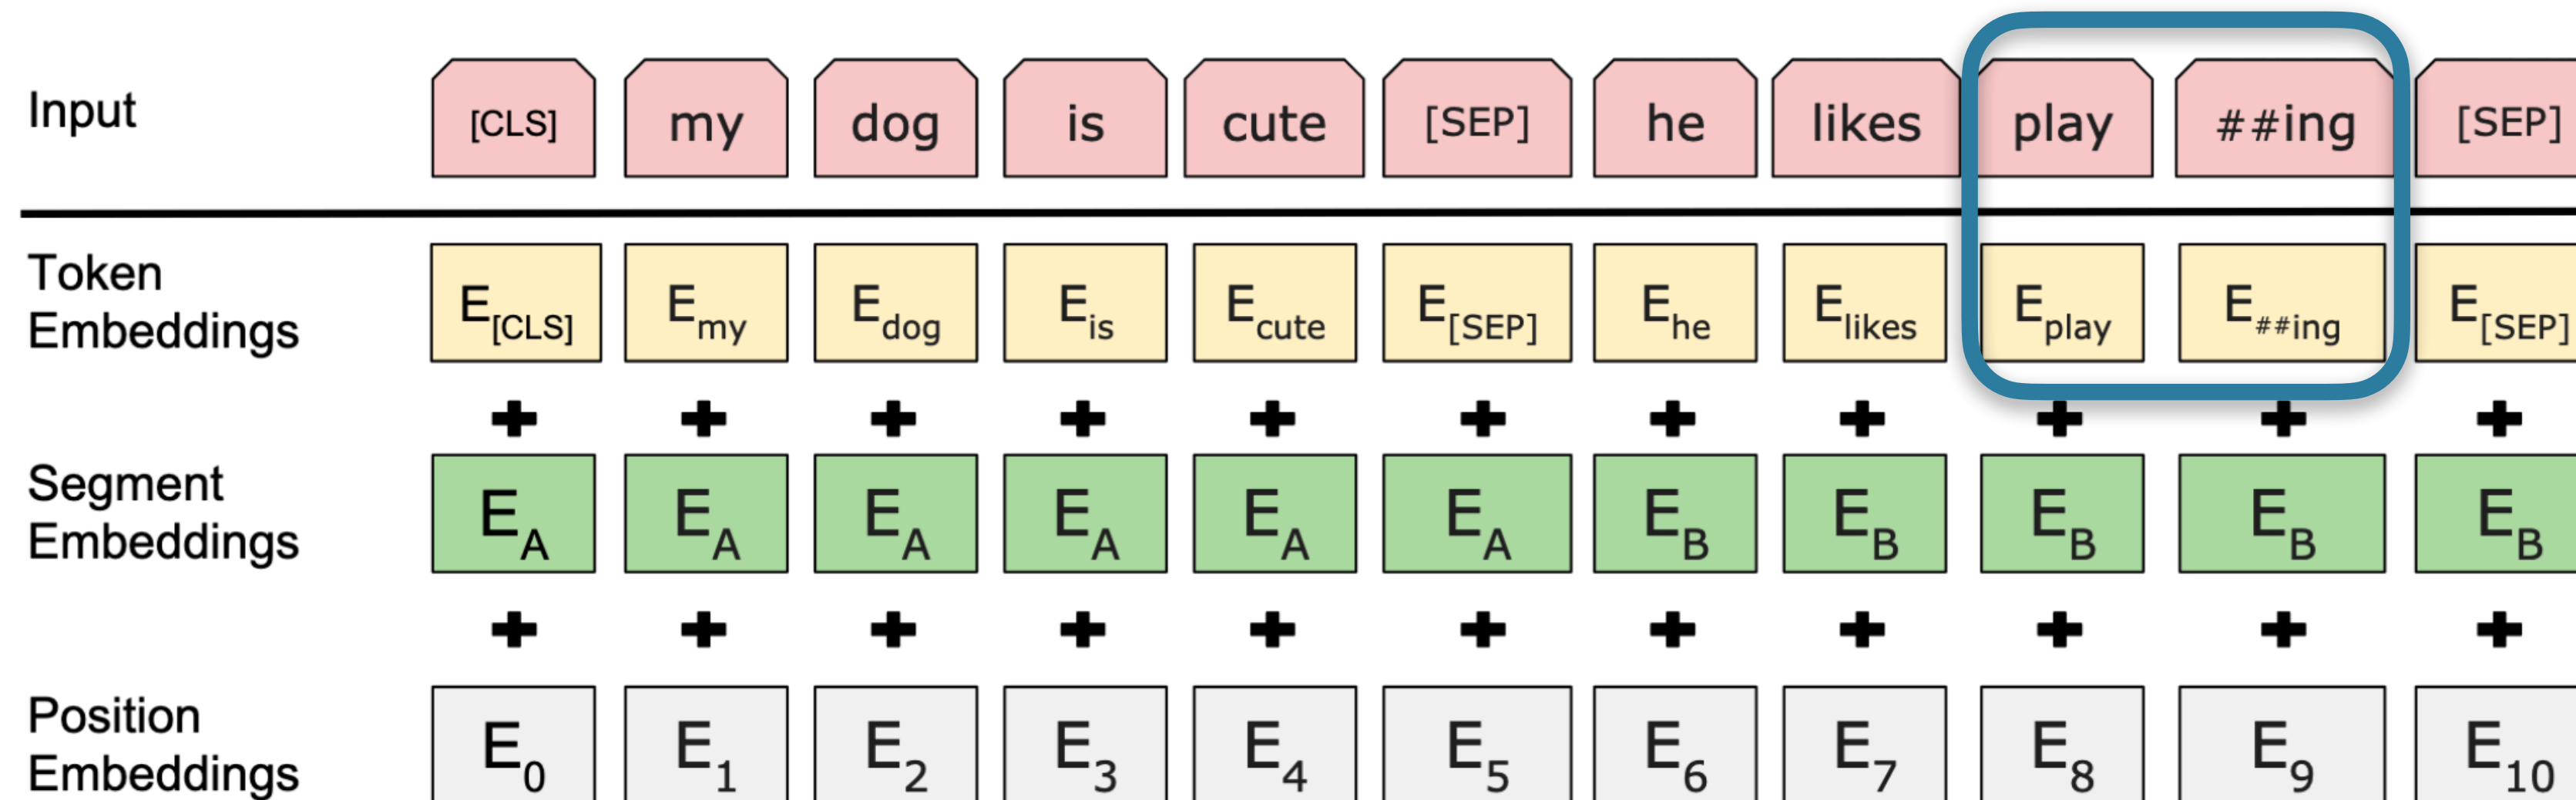 Input [CLS] my dog is cute [SEP] he likes play ##ing [SEP]
Token
Embeddings
E[CLS] Emy Edog Eis Ecute E[SEP] Ehe Elikes Eplay E##ing E[SEP]
+ + + + + + + + + + +
Segment
Embeddings
EA EA EA EA EA EA EB EB EB EB EB
+ + + + + + + + + + +
Position
Embeddings
E0 E1 E2 E3 E4 E5 E6 E7 E8 E9 E10